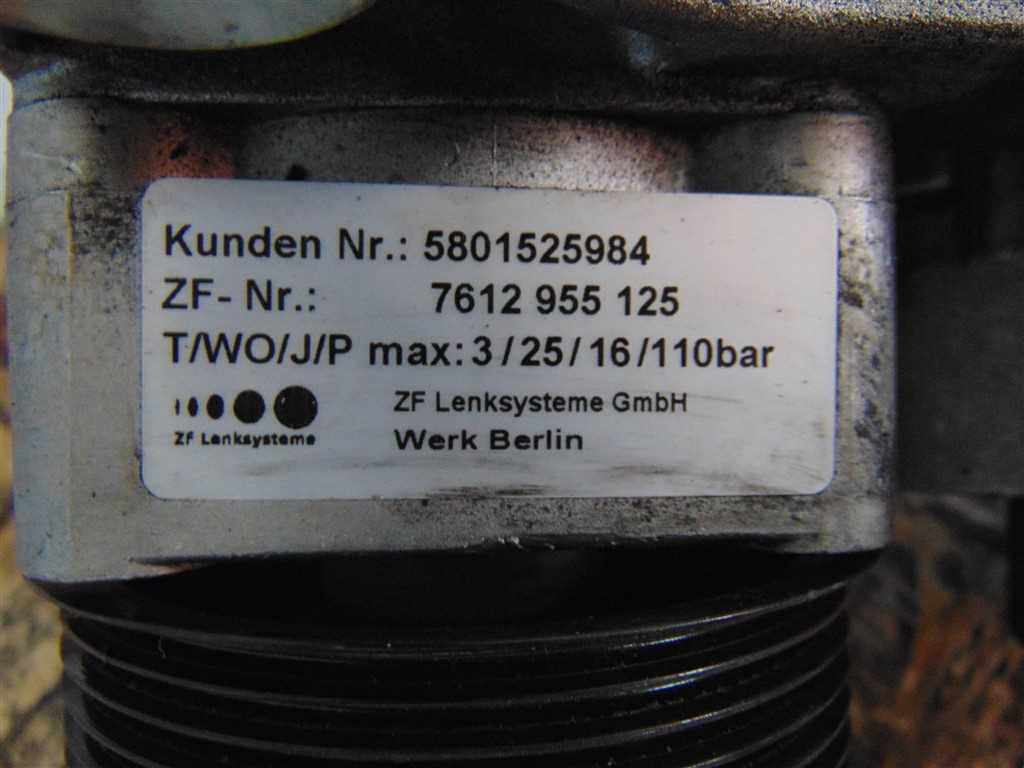 Kunden Nr.: 5801525984
ZF- Nr.: 7612 955 125
T/WO/J/P max: 3/25/16/110bar
ZF Lenksysteme GmbH
ZF Lenksysteme
Werk Berlin